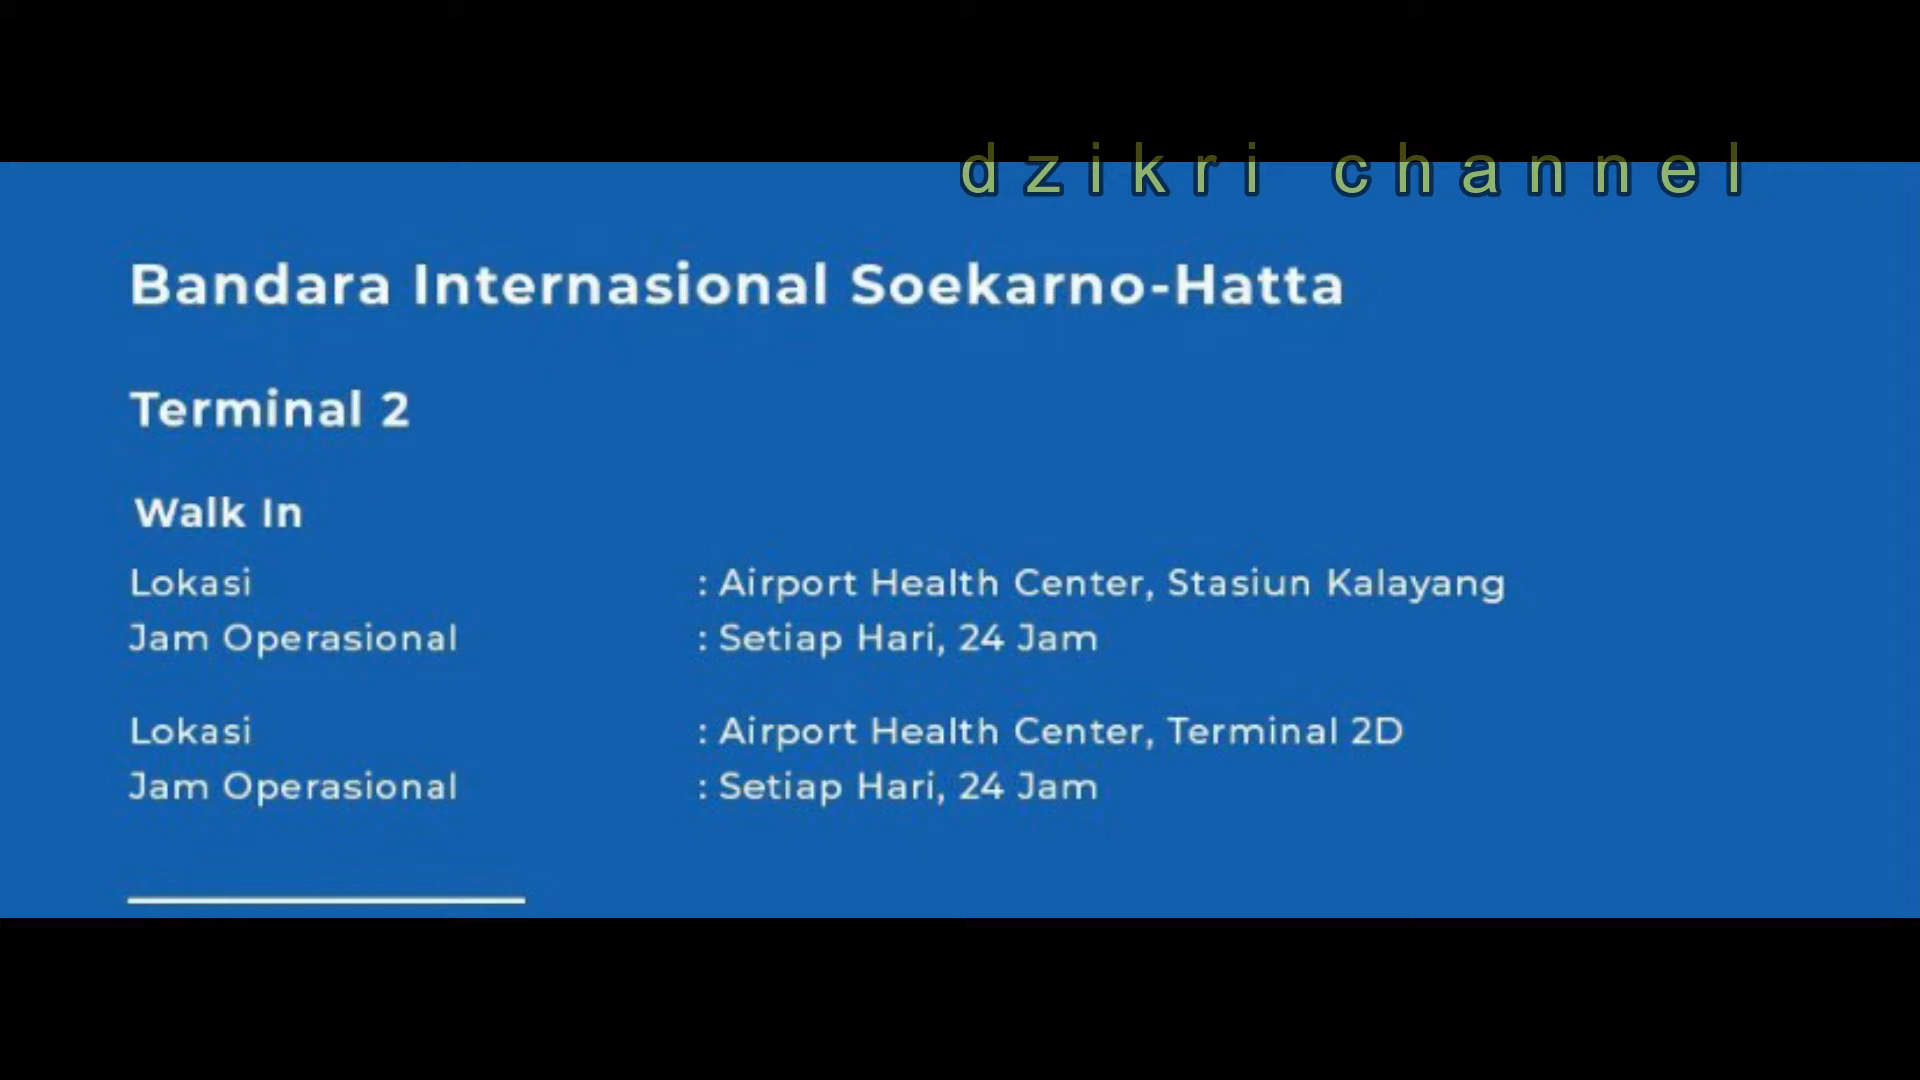 dzikri channel
Bandara Internasional Soekarno-Hatta
Terminal 2
Walk In
Lokasi : Airport Health Center, Stasiun Kalayang
Jam Operasional : Setiap Hari, 24 Jam
Lokasi : Airport Health Center, Terminal 2D
Jam Operasional : Setiap Hari, 24 Jam